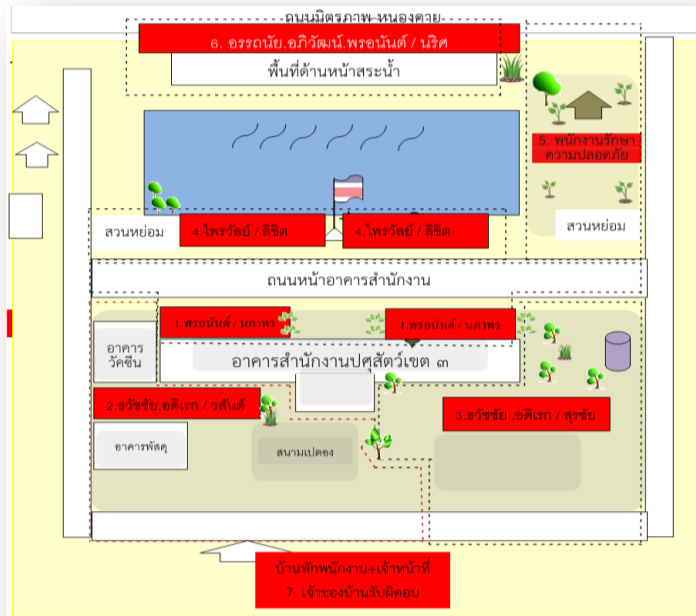 ถนนมิตรภาพ-หนองคาย
6. อรรถนัย.อภิวัฒน์.พรอนันต์ / นริศ
พื้นที่ด้านหน้าสระน้ำ
5. พนักงานรักษา
ความปลอดภัย
สวนหย่อม
4.ไพรวัลย์ / ลิขิต
4.ไพรวัลย์ / ลิขิต
สวนหย่อม
ถนนหน้าอาคารสำนักงาน
1.พรอนันต์ / นภาพร
1.พรอนันต์ / นภาพร
อาคาร
วัคซีน
อาคารสำนักงานปศุสัตว์เขต ๓
2.ธวัชชัย,อดิเรก / วสันต์
3.ธวัชชัย .อดิเรก / สุรชัย
อาคารพัสดุ
สนามเปตอง
บ้านพักพนักงาน+เจ้าหน้าที่
7. เจ้าของบ้านรับผิดอบ